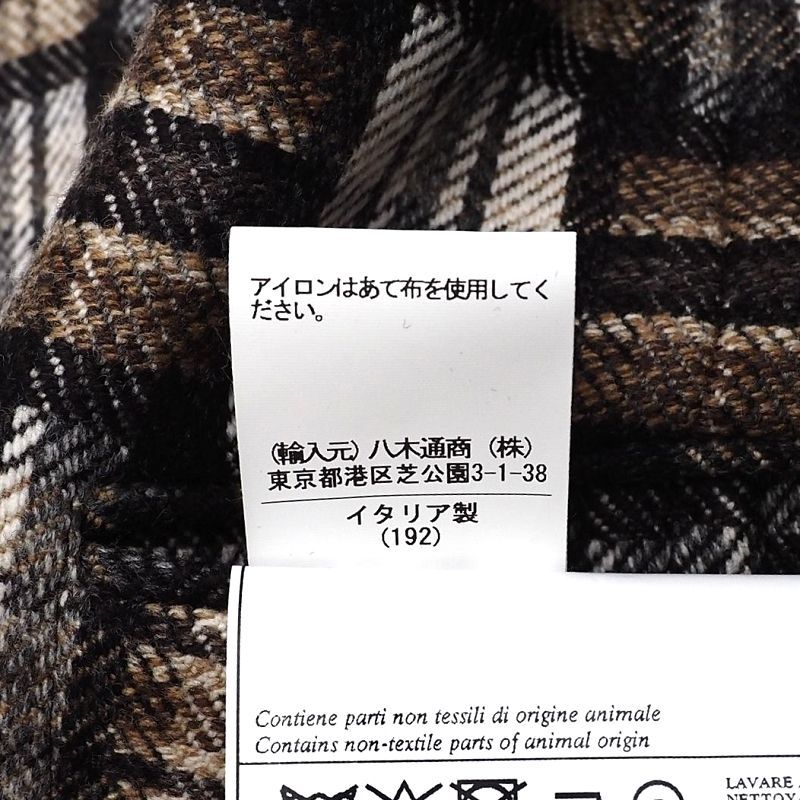 アイロンはあて布を使用してく
ださい。
(輸入元) 八木通商 (株)
東京都港区芝公園3-1-38
イタリア製
(192)
Contiene parti non tessili di origine animale
Contains non-textile parts of animal origin
LAVARE